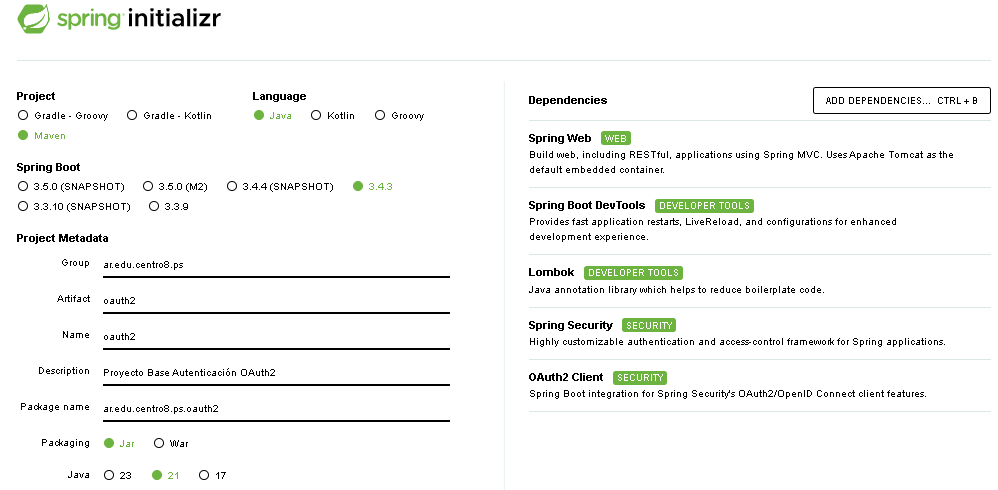 spring initializr
Project
Gradle - Groovy Gradle - Kotlin
Maven
Language
Java Kotlin Groovy
Spring Boot
3.5.0 (SNAPSHOT) 3.5.0 (M2) 3.4.4 (SNAPSHOT) 3.4.3
3.3.10 (SNAPSHOT) 3.3.9
Project Metadata
Group ar.edu.centro8.ps
Artifact oauth2
Name oauth2
Description Proyecto Base Autenticación OAuth2
Package name ar.edu.centro8.ps.oauth2
Packaging Jar War
Java 23 21 17
Dependencies ADD DEPENDENCIES... CTRL + B
Spring Web WEB
Build web, including RESTful, applications using Spring MVC. Uses Apache Tomcat as the
default embedded container.
Spring Boot DevTools DEVELOPER TOOLS
Provides fast application restarts, LiveReload, and configurations for enhanced
development experience.
Lombok DEVELOPER TOOLS
Java annotation library which helps to reduce boilerplate code.
Spring Security SECURITY
Highly customizable authentication and access-control framework for Spring applications.
OAuth2 Client SECURITY
Spring Boot integration for Spring Security's OAuth2/OpenID Connect client features.